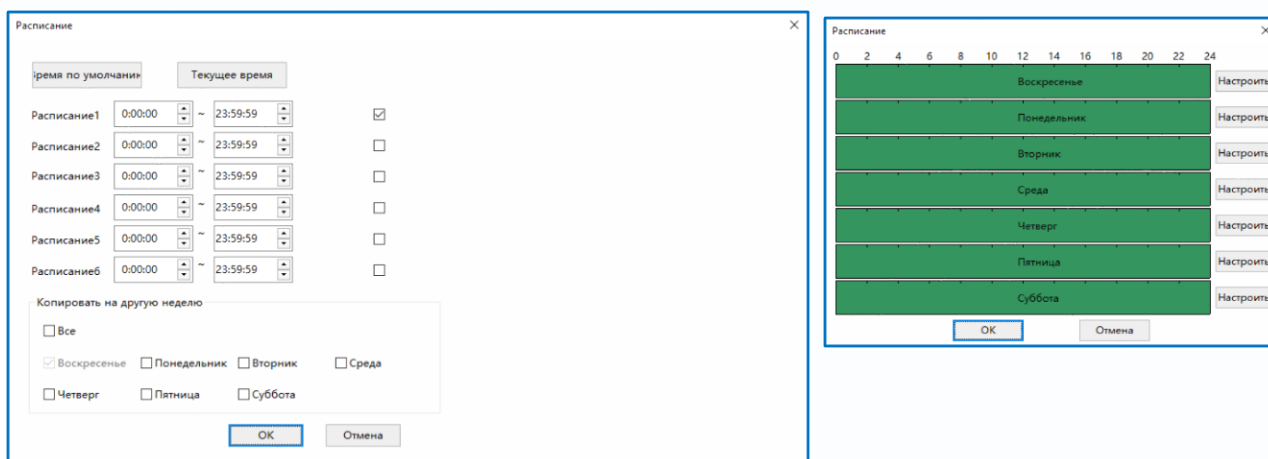 Расписание
Время по умолчани
Текущее время
Расписание1 0:00:00 ~ 23:59:59
Расписание2 0:00:00 ~ 23:59:59
Расписание3 0:00:00 ~ 23:59:59
Расписание4 0:00:00 ~ 23:59:59
Расписание5 0:00:00 ~ 23:59:59
Расписание6 0:00:00 ~ 23:59:59
Копировать на другую неделю
Все
Воскресенье Понедельник Вторник Среда
Четверг Пятница Суббота
OK Отмена
Расписание
0 2 4 6 8 10 12 14 16 18 20 22 24
Воскресенье Настроить
Понедельник Настроить
Вторник Настроить
Среда Настроить
Четверг Настроить
Пятница Настроить
Суббота Настроить
OK Отмена